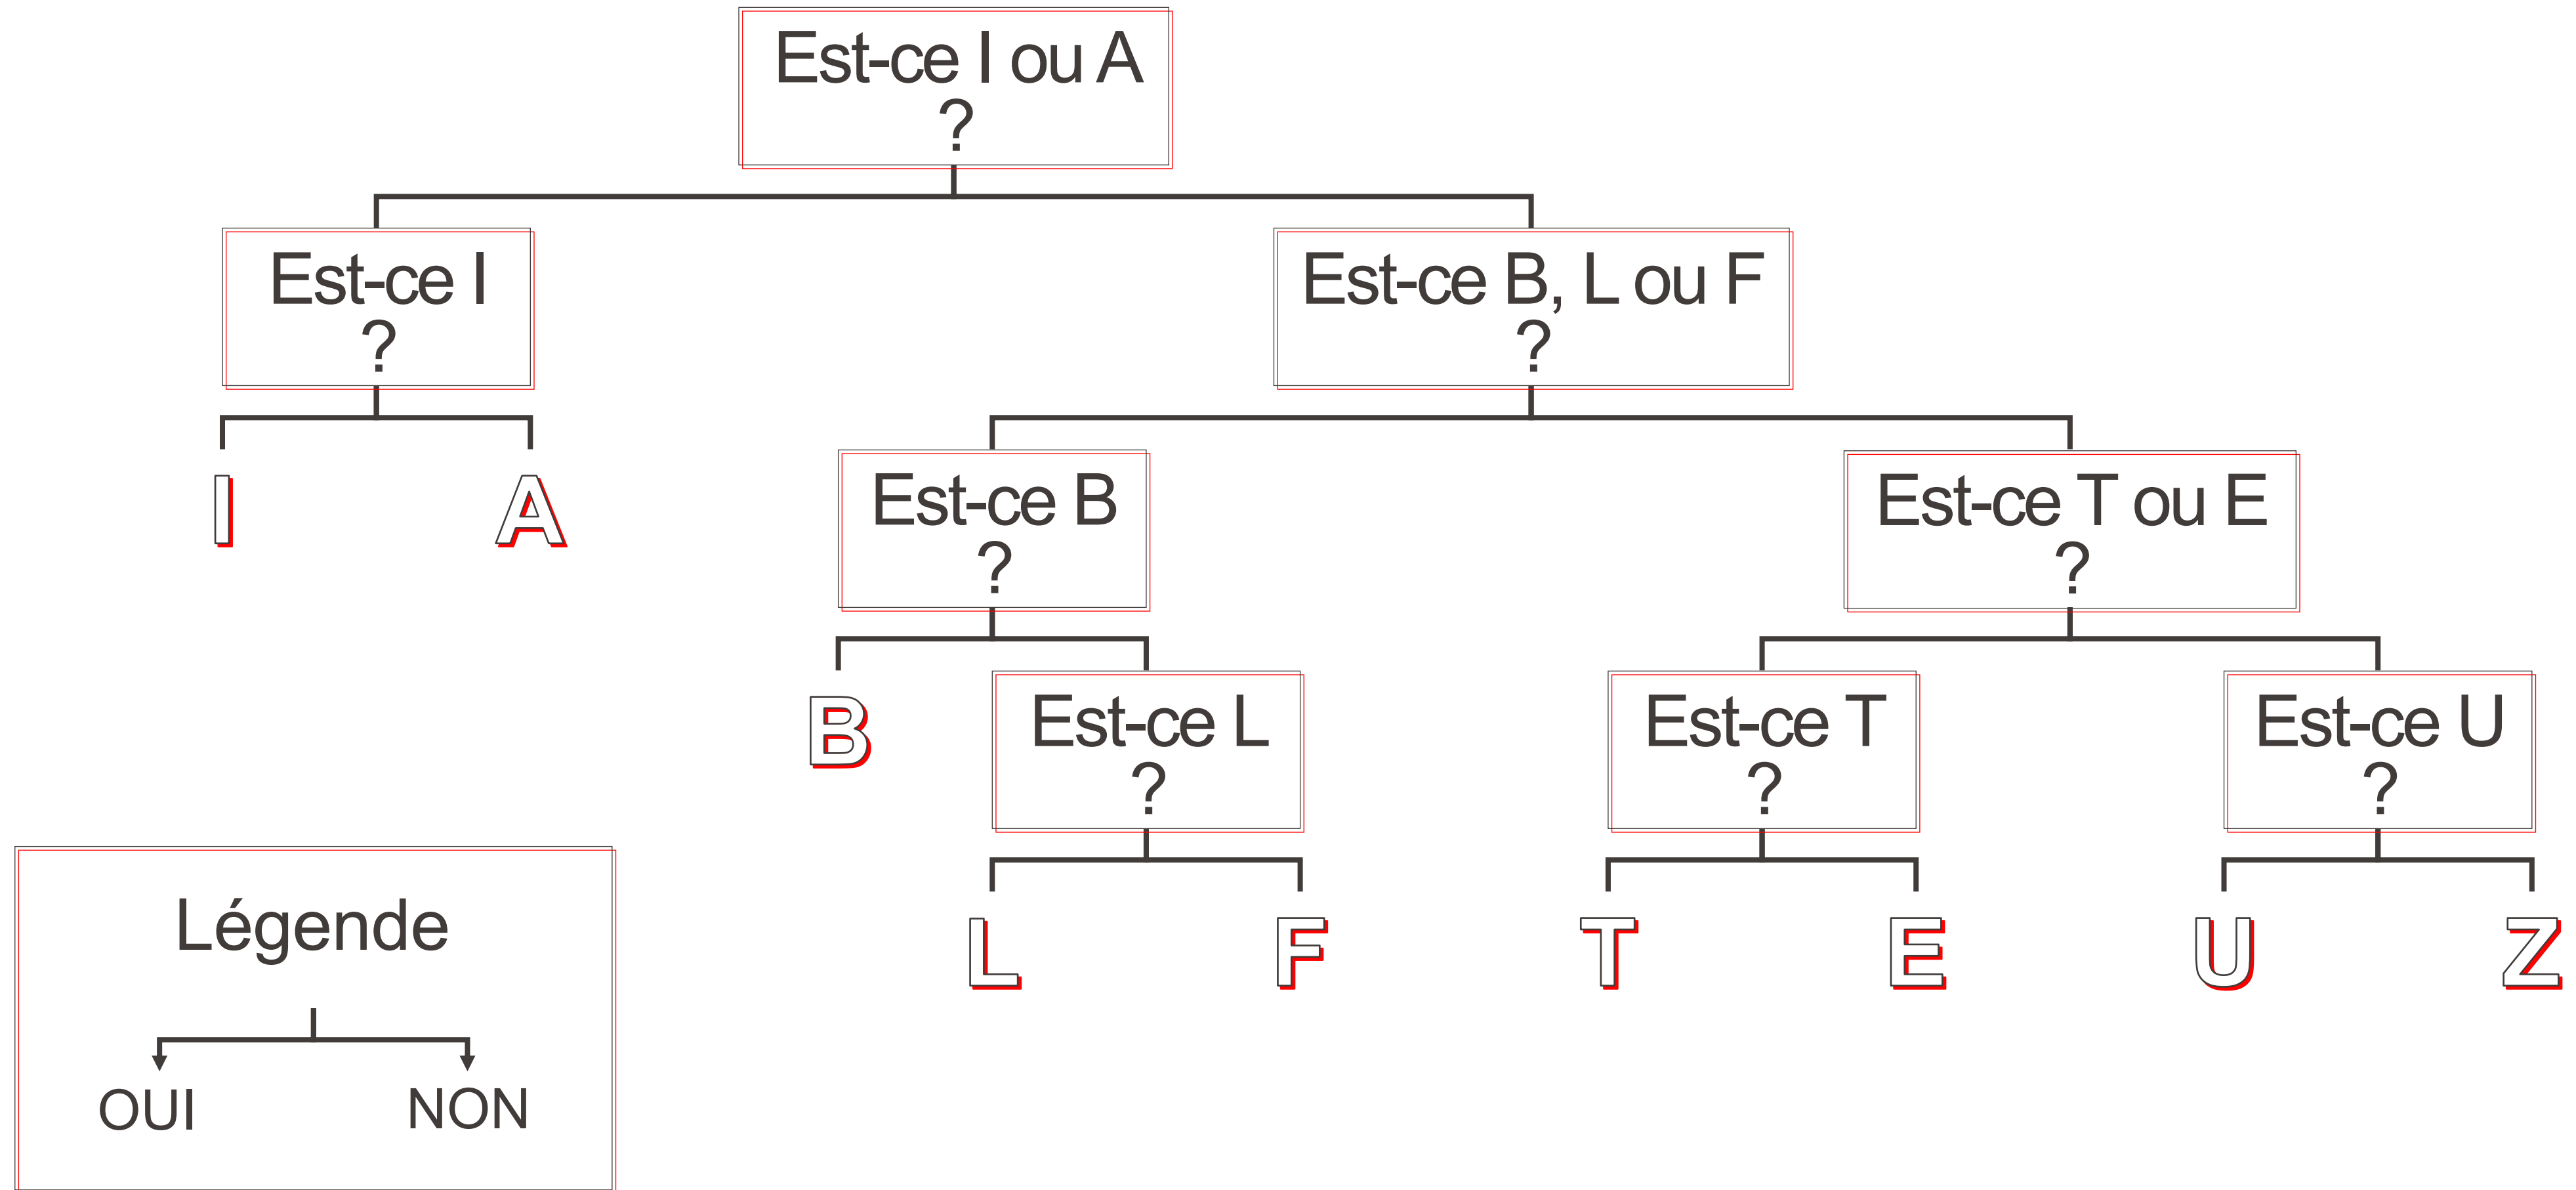 Est-ce I ou A
?
Est-ce I
?
Est-ce B, L ou F
?
I
A
Est-ce B
?
Est-ce T ou E
?
B
Est-ce L
?
Est-ce T
?
Est-ce U
?
L
F
T
E
U
Z
Légende
OUI
NON